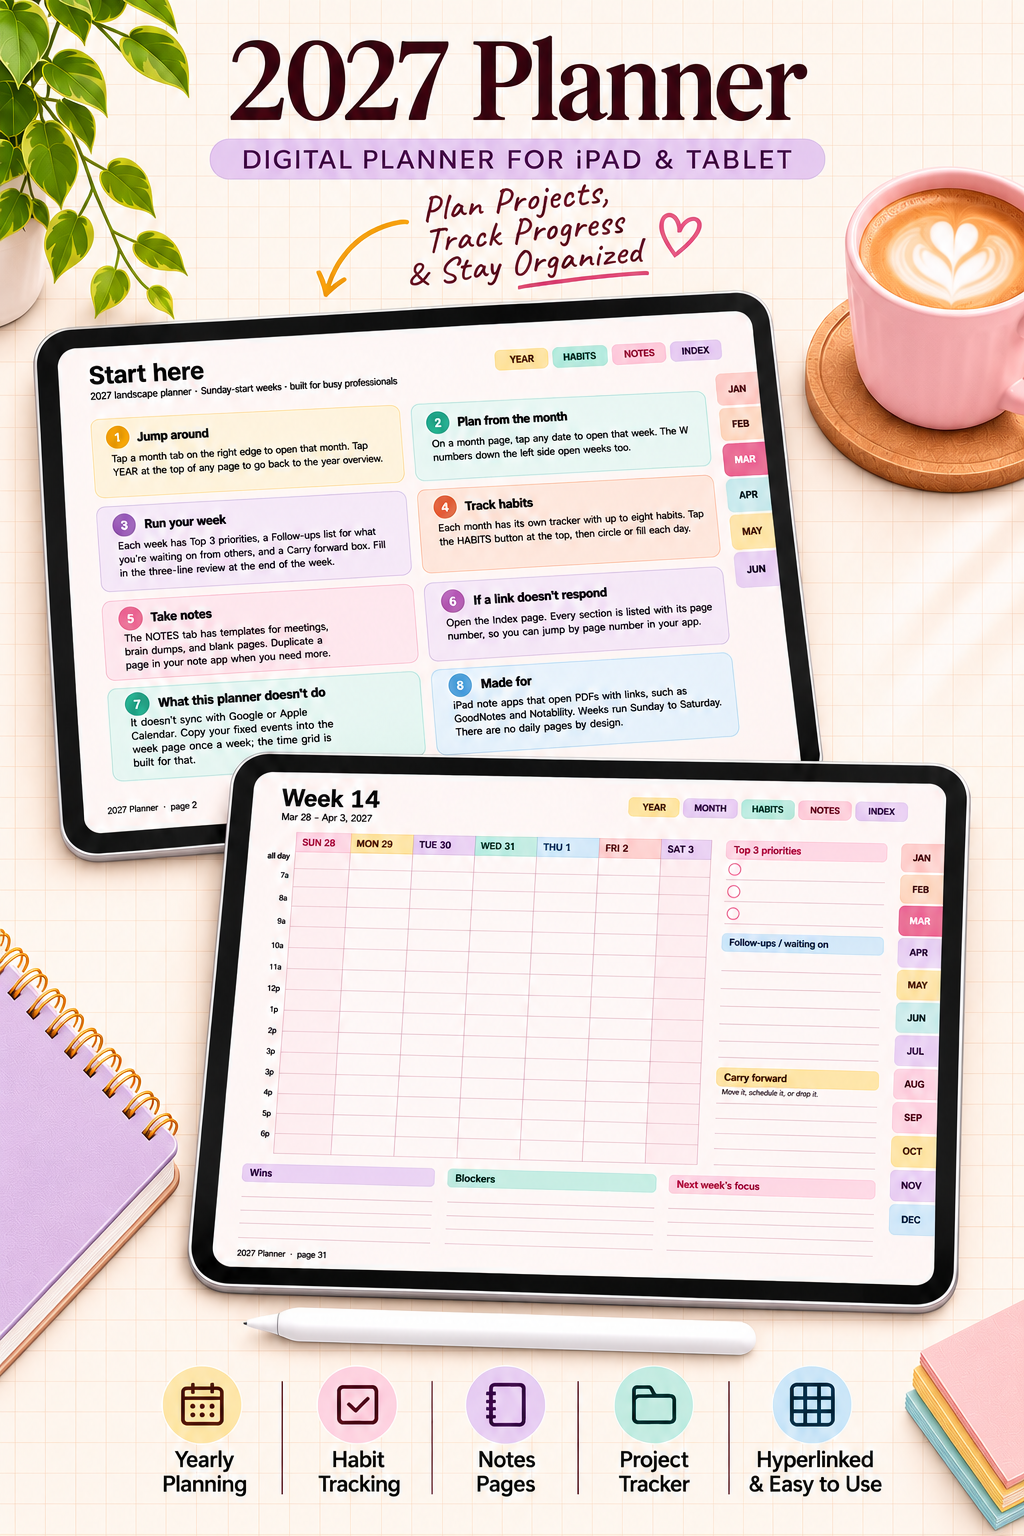 2027 Planner
DIGITAL PLANNER FOR iPAD & TABLET
Plan Projects,
Track Progress
& Stay Organized
Start here
2027 landscape planner · Sunday-start weeks · built for busy professionals
YEAR
HABITS
NOTES
INDEX
1
Jump around
Tap a month tab on the right edge to open that month. Tap
YEAR at the top of any page to go back to the year overview.
2
Plan from the month
On a month page, tap any date to open that week. The W
numbers down the left side open weeks too.
3
Run your week
Each week has Top 3 priorities, a Follow-ups list for what
you're waiting on from others, and a Carry forward box. Fill
in the three-line review at the end of the week.
4
Track habits
Each month has its own tracker with up to eight habits. Tap
the HABITS button at the top, then circle or fill each day.
5
Take notes
The NOTES tab has templates for meetings,
brain dumps, and blank pages. Duplicate a
page in your note app when you need more.
6
If a link doesn't respond
Open the Index page. Every section is listed with its page
number, so you can jump by page number in your app.
7
What this planner doesn't do
It doesn't sync with Google or Apple
Calendar. Copy your fixed events into the
week page once a week; the time grid is
built for that.
8
Made for
iPad note apps that open PDFs with links, such as
GoodNotes and Notability. Weeks run Sunday to Saturday.
There are no daily pages by design.
JAN
FEB
MAR
APR
MAY
JUN
2027 Planner · page 2
Week 14
Mar 28 – Apr 3, 2027
YEAR
MONTH
HABITS
NOTES
INDEX
SUN 28
MON 29
TUE 30
WED 31
THU 1
FRI 2
SAT 3
all day
7a
8a
9a
10a
11a
12p
1p
2p
3p
3p
4p
5p
6p
Top 3 priorities
Follow-ups / waiting on
Carry forward
Move it, schedule it, or drop it.
JAN
FEB
MAR
APR
MAY
JUN
JUL
AUG
SEP
OCT
NOV
DEC
Wins
Blockers
Next week's focus
2027 Planner · page 31
Yearly
Planning
Habit
Tracking
Notes
Pages
Project
Tracker
Hyperlinked
& Easy to Use